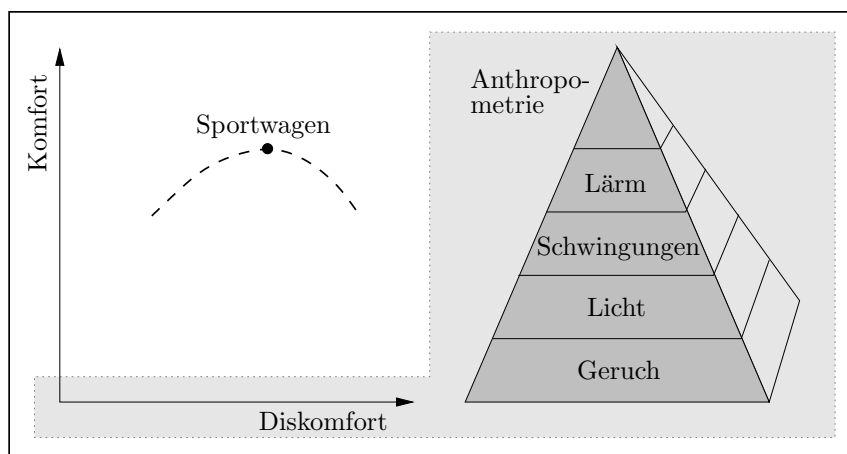 Komfort
Sportwagen
Diskomfort
Anthropo-
metrie
Lärm
Schwingungen
Licht
Geruch